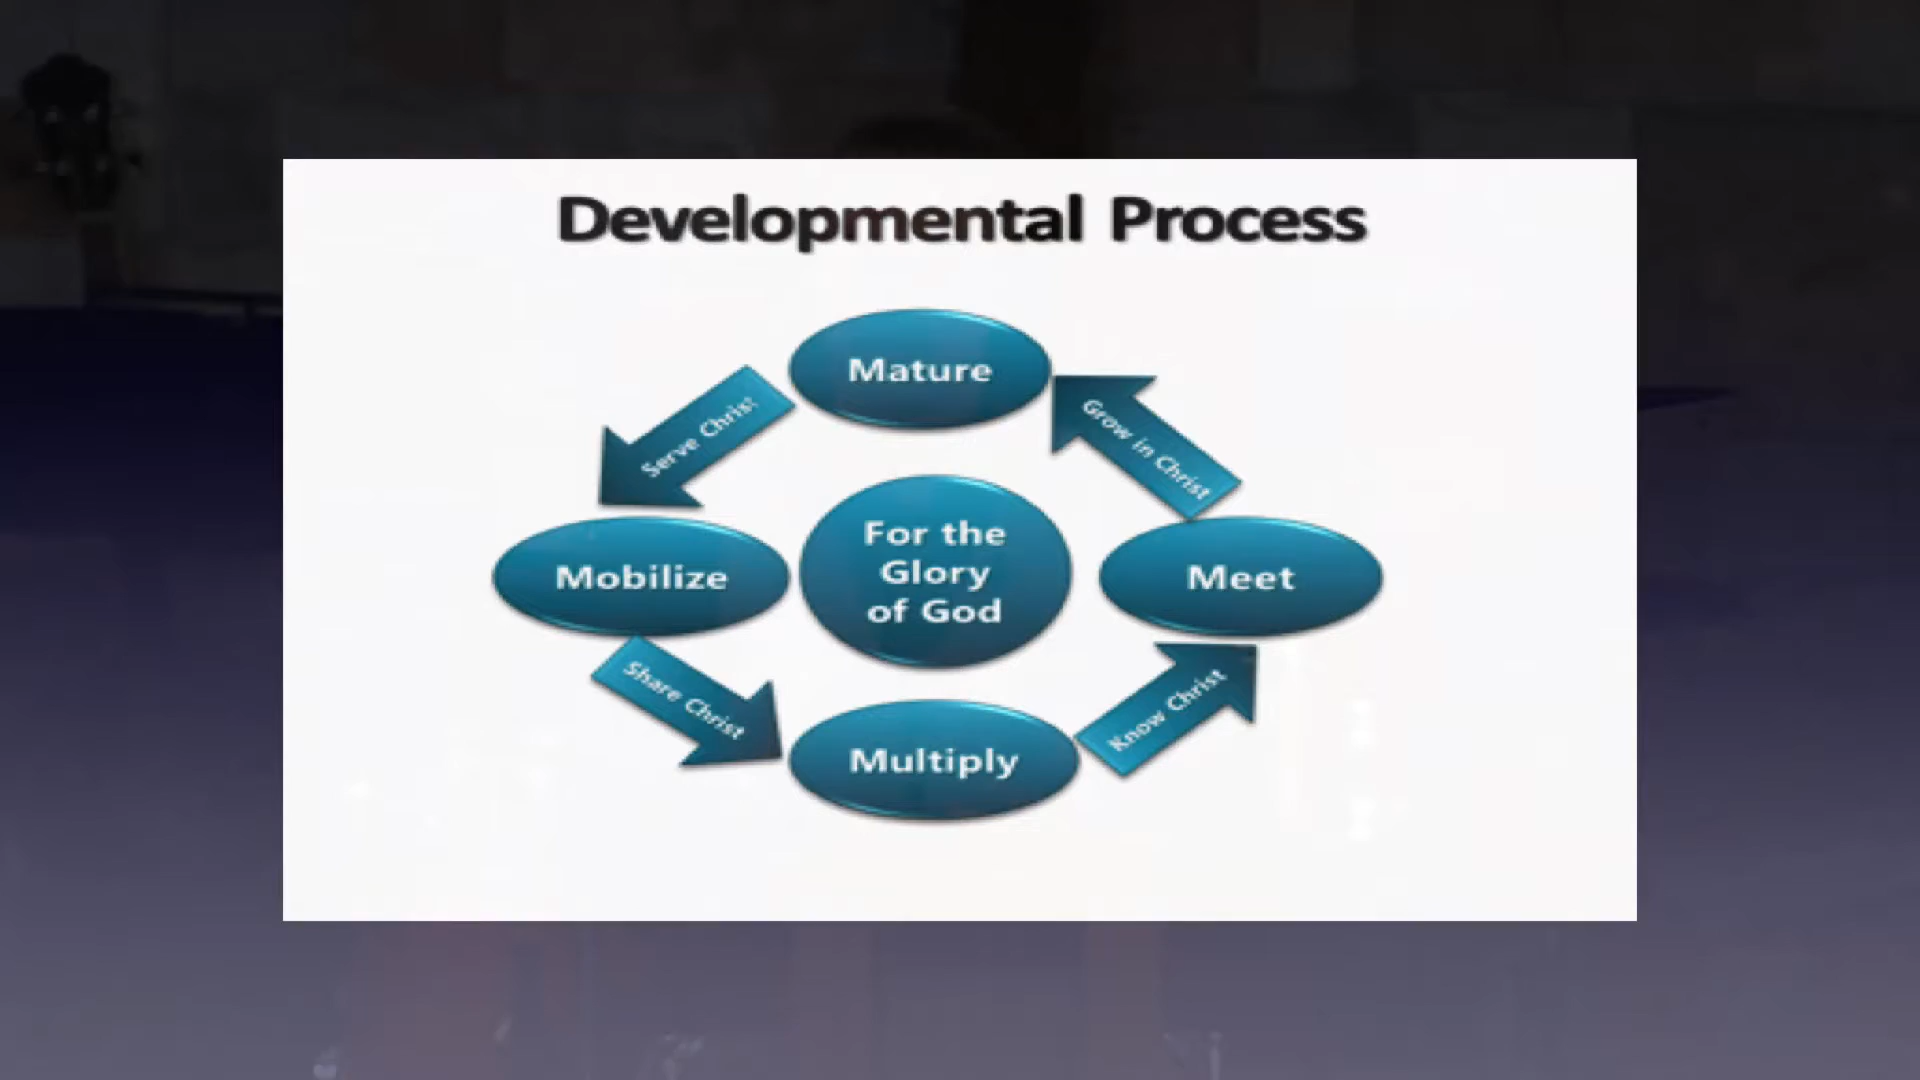 Developmental Process
Mature
Serve Christ
Grow in Christ
For the
Glory
of God
Mobilize
Meet
Share Christ
Know Christ
Multiply